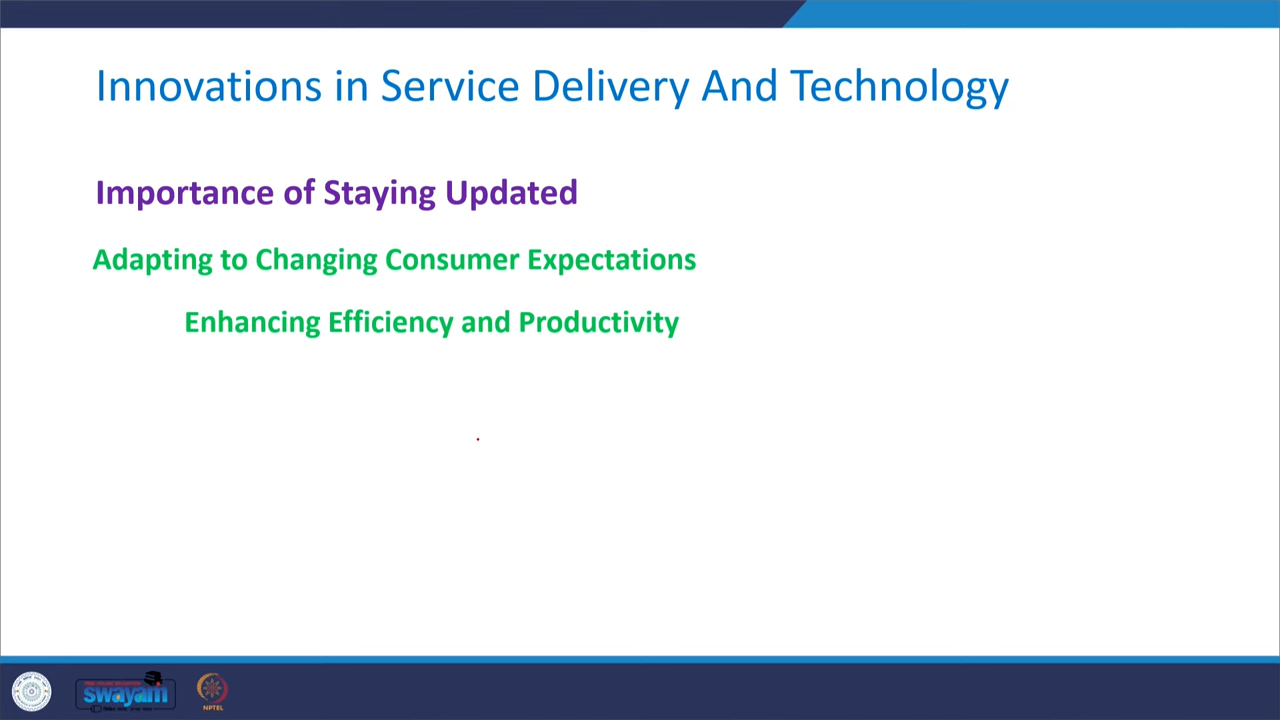 Innovations in Service Delivery And Technology
Importance of Staying Updated
Adapting to Changing Consumer Expectations
Enhancing Efficiency and Productivity
swayam
NPTEL